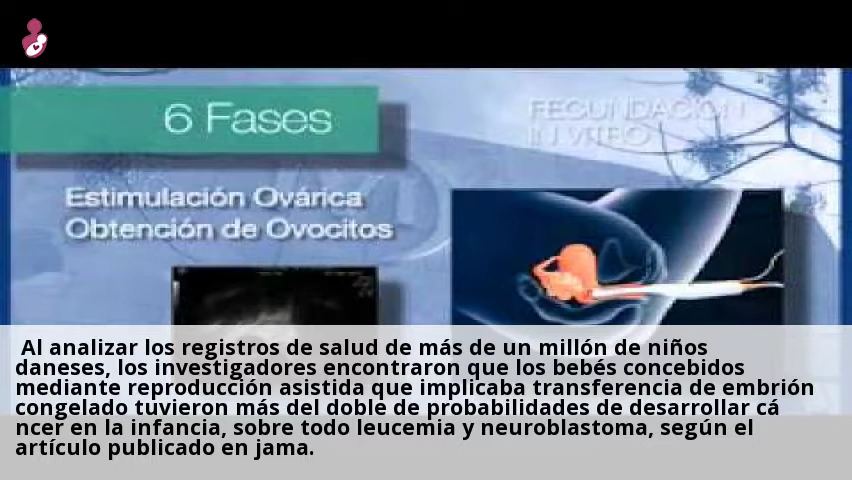 6 Fases
FECUNDACIÓN
IN VITRO
Estimulación Ovárica
Obtención de Ovocitos
Al analizar los registros de salud de más de un millón de niños
daneses, los investigadores encontraron que los bebés concebidos
mediante reproducción asistida que implicaba transferencia de embrión
congelado tuvieron más del doble de probabilidades de desarrollar cá
ncer en la infancia, sobre todo leucemia y neuroblastoma, según el
artículo publicado en jama.